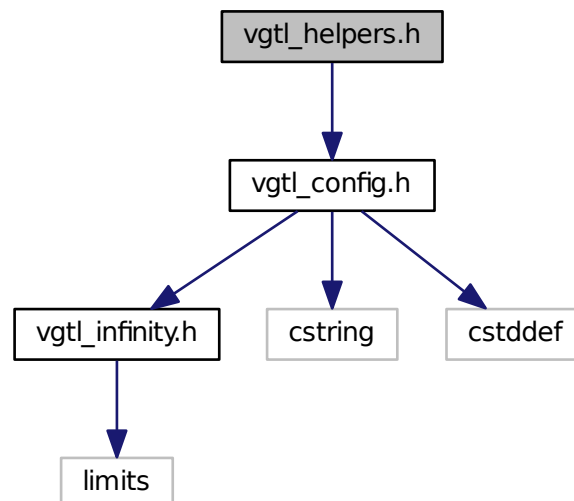 vgtl_helpers.h
vgtl_config.h
vgtl_infinity.h
cstring
cstddef
limits